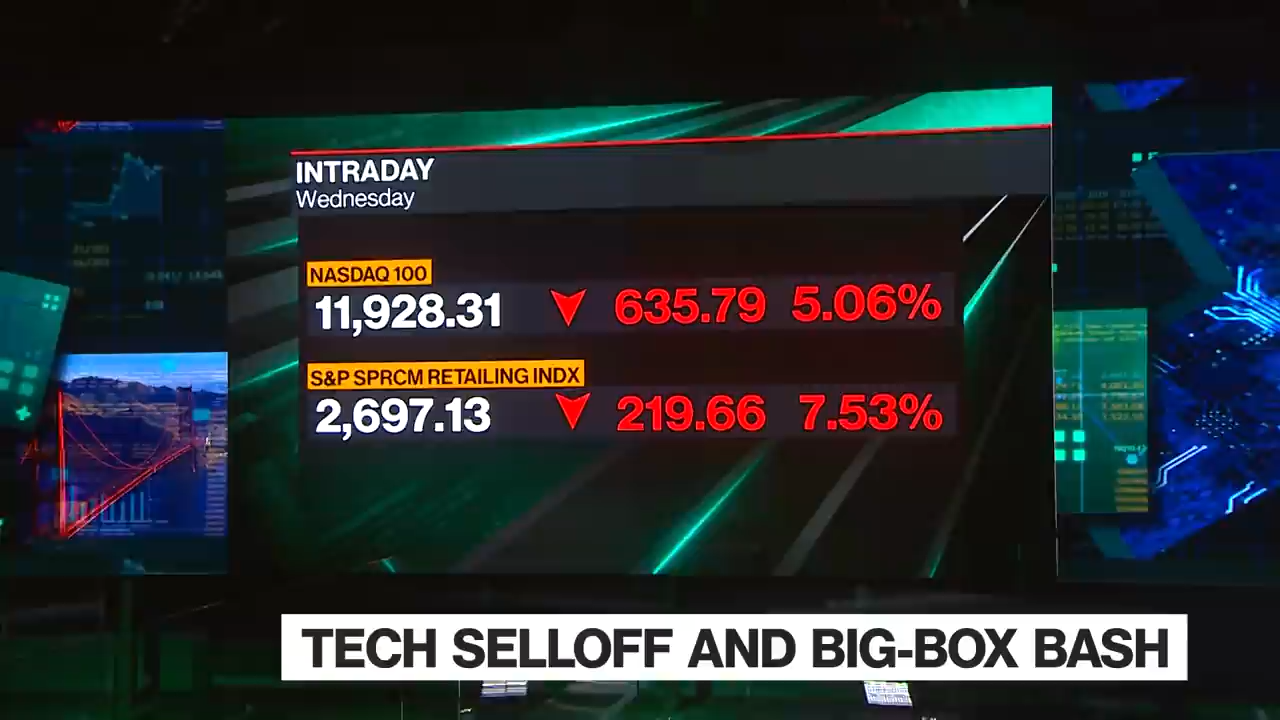 INTRADAY
Wednesday
NASDAQ 100
11,928.31 ▼ 635.79 5.06%
S&P SPRCM RETAILING INDX
2,697.13 ▼ 219.66 7.53%
TECH SELLOFF AND BIG-BOX BASH